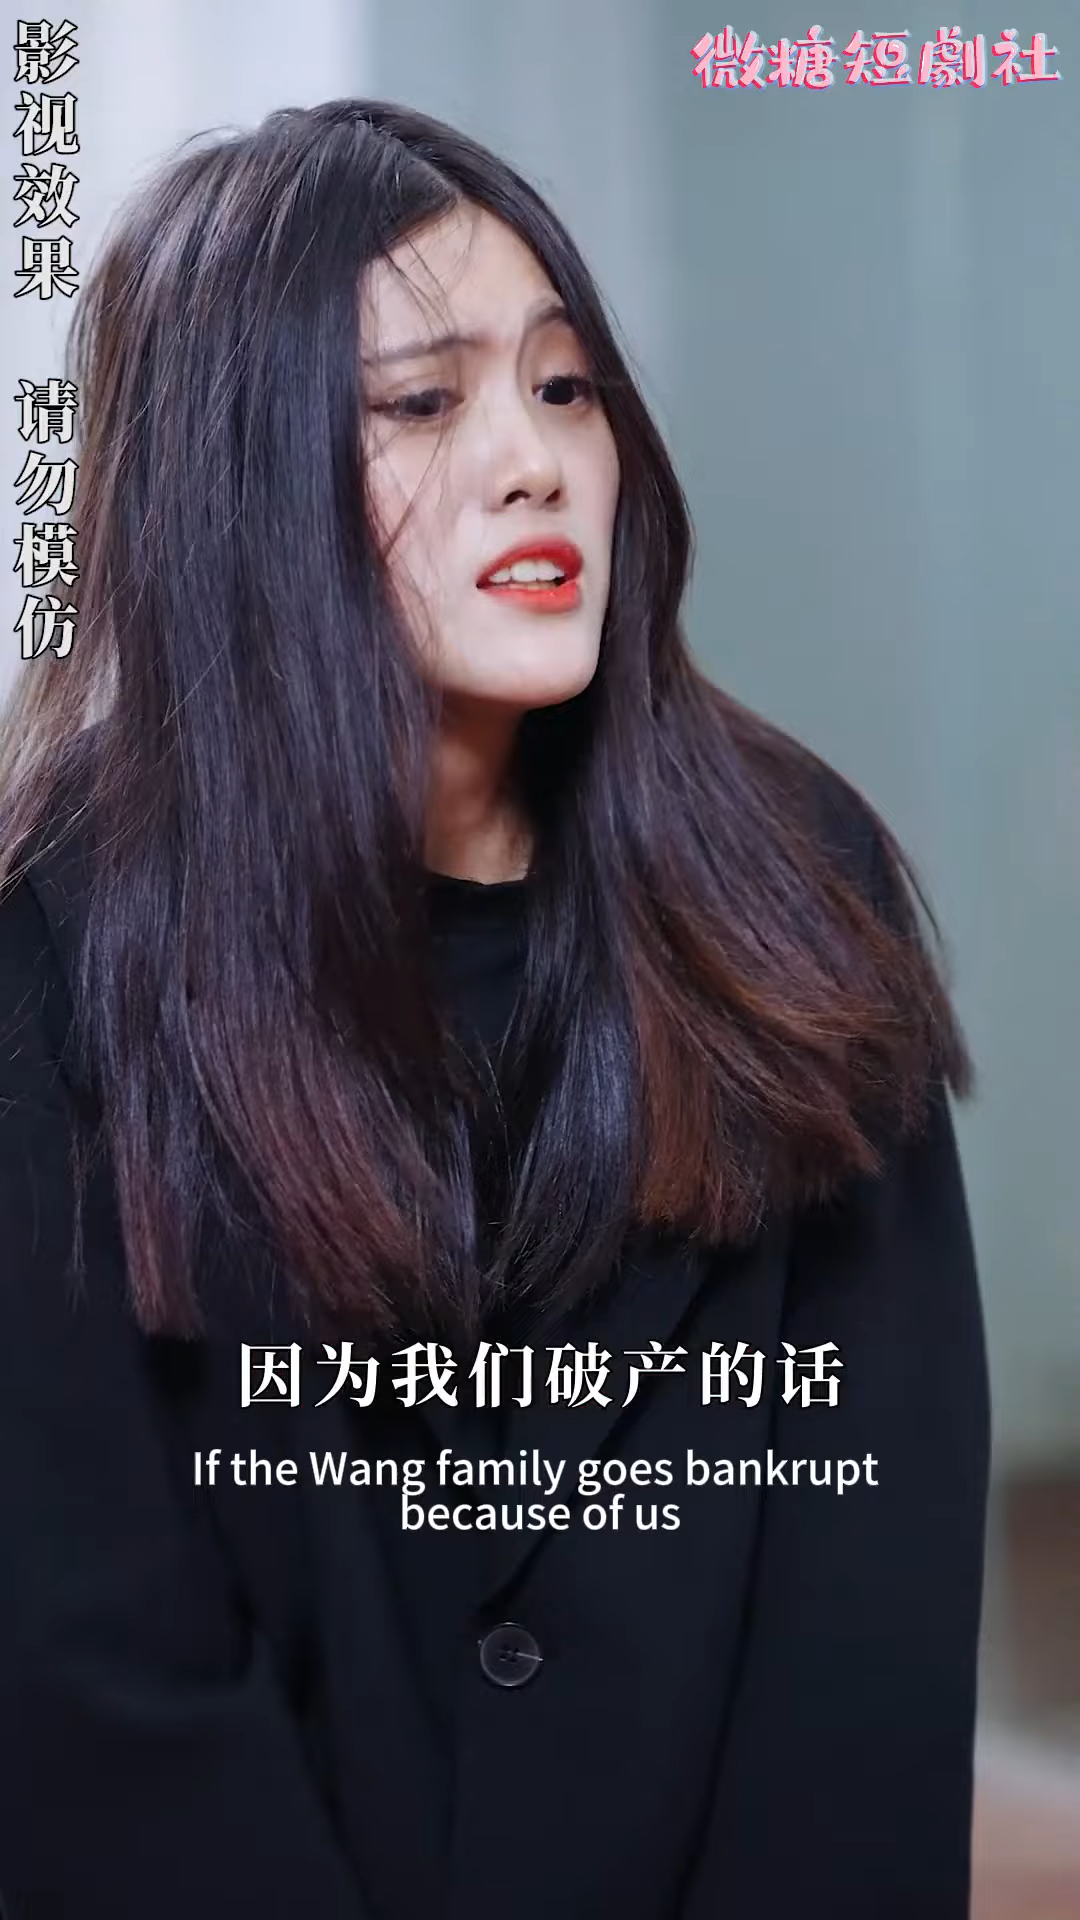 影视效果 请勿模仿
微糖短劇社
因为我们破产的话
If the Wang family goes bankrupt
because of us